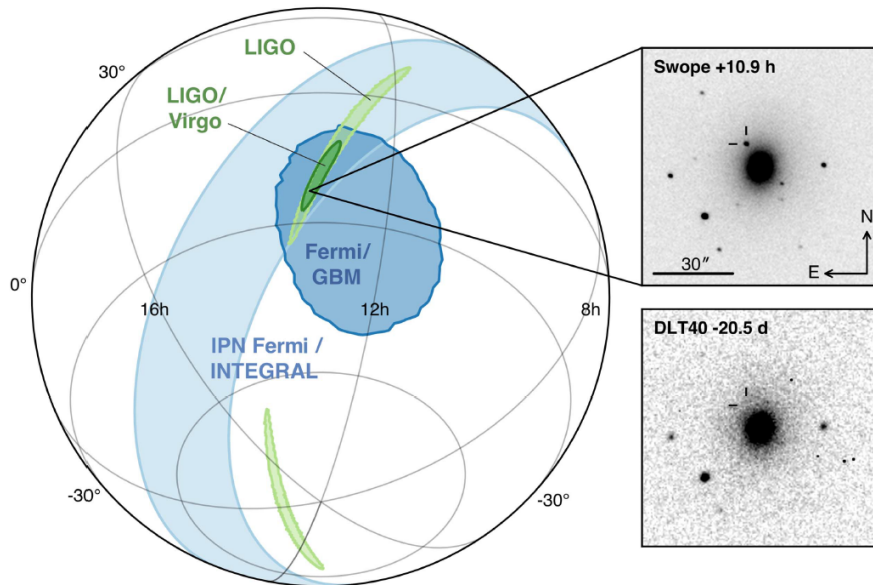 LIGO
LIGO/
Virgo
30°
0°
-30°
-30°
16h
12h
8h
Fermi/
GBM
IPN Fermi /
INTEGRAL
Swope +10.9 h
30"
N
E
DLT40 -20.5 d